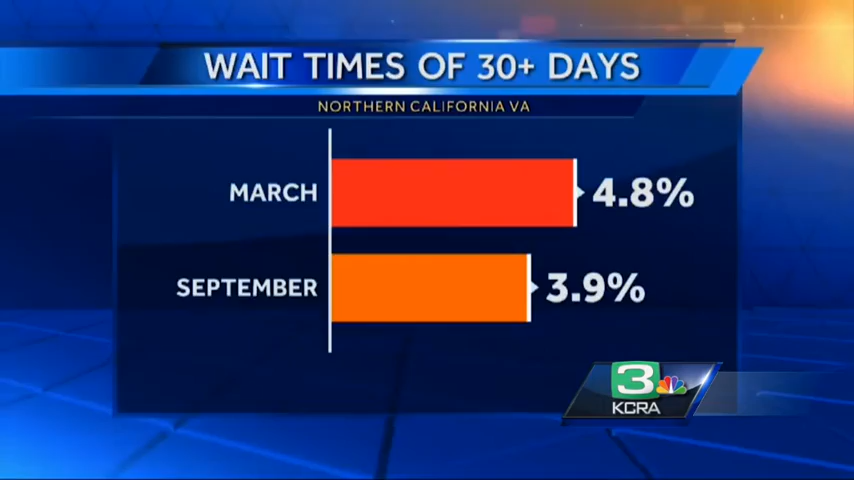 WAIT TIMES OF 30+ DAYS
NORTHERN CALIFORNIA VA
MARCH 4.8%
SEPTEMBER 3.9%
3
KCRA